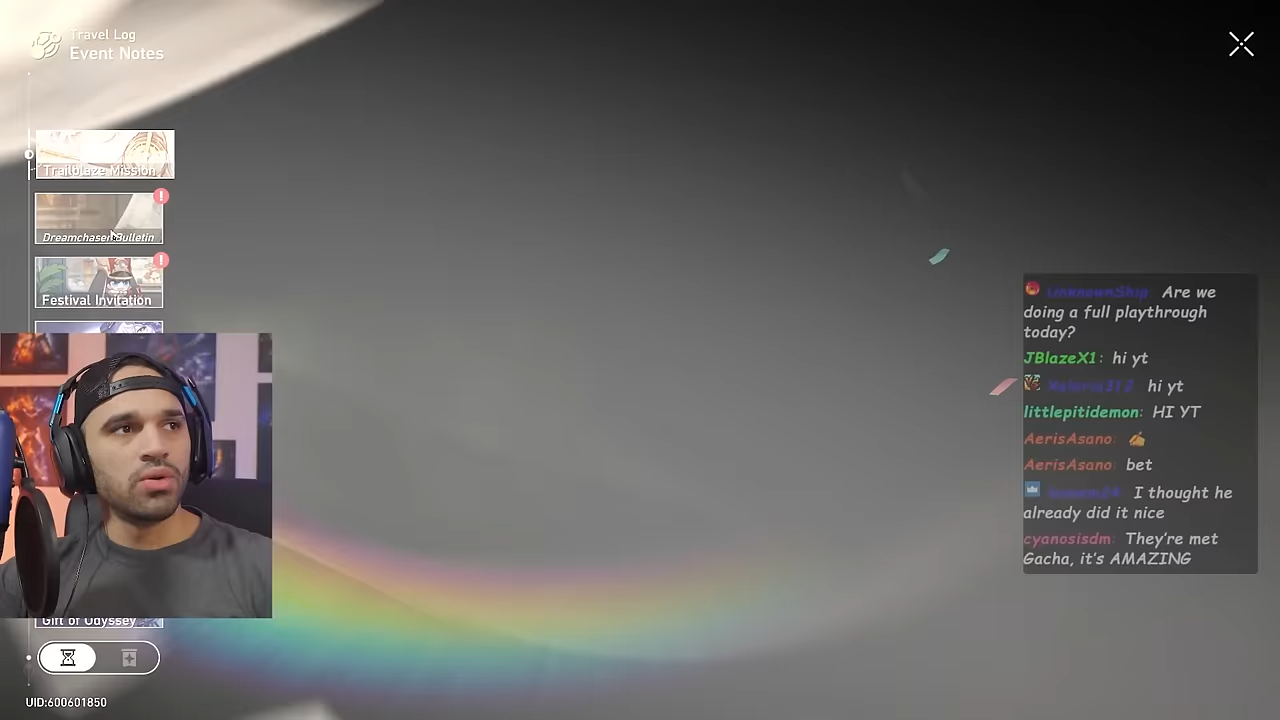 Travel Log
Event Notes
Trailblaze Mission
Dreamchaser Bulletin
Festival Invitation
Gift of Odyssey
UID:600601850
UnknownShip: Are we
doing a full playthrough
today?
JBlazeX1: hi yt
hi yt
littlepitidemon: HI YT
AerisAsano:
AerisAsano: bet
I thought he
already did it nice
cyanosisdm: They're met
Gacha, it's AMAZING